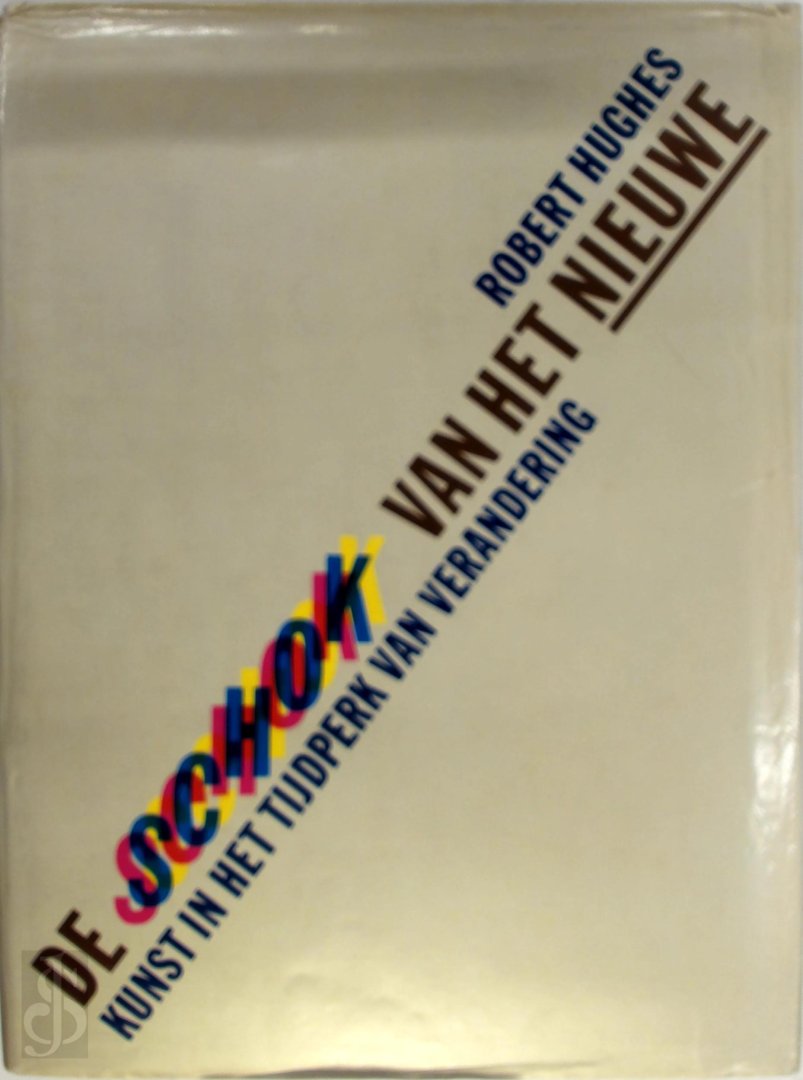 ROBERT HUGHES
DE SCHOK VAN HET NIEUWE
KUNST IN HET TIJDPERK VAN VERANDERING